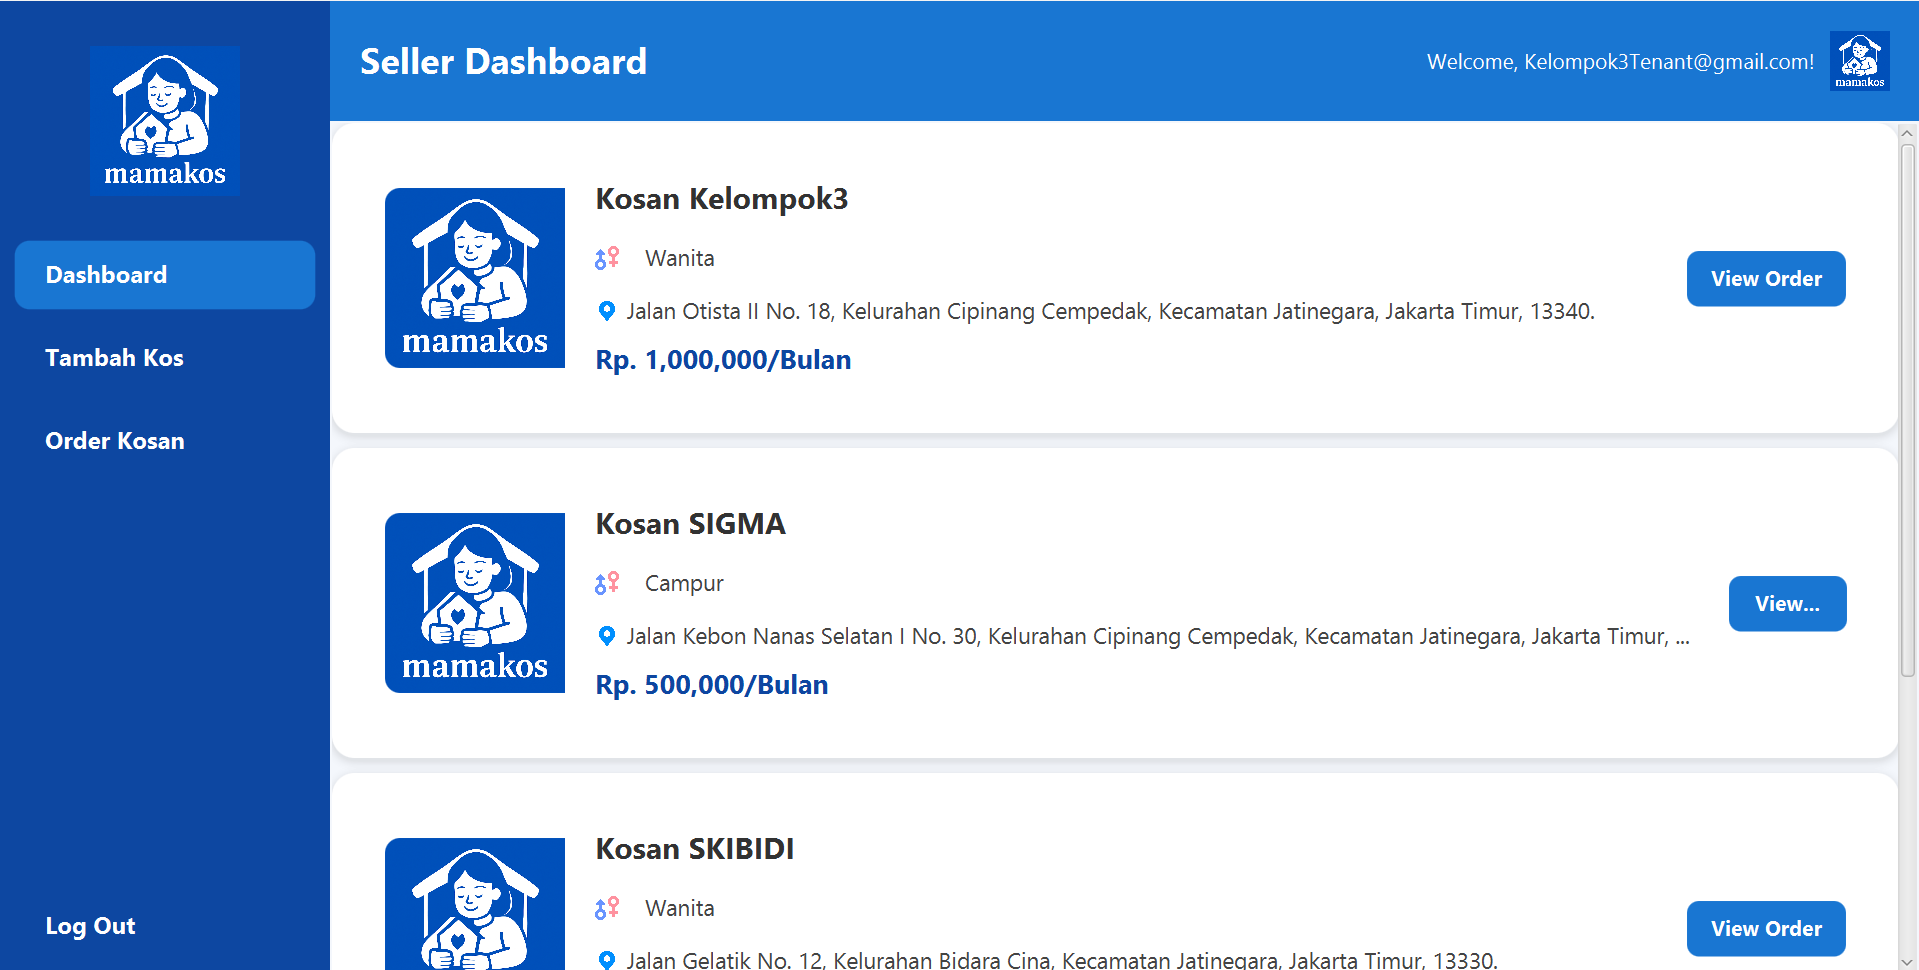 mamakos
Dashboard
Tambah Kos
Order Kosan
Log Out
Seller Dashboard
Welcome, Kelompok3Tenant@gmail.com!
mamakos
mamakos
Kosan Kelompok3
Wanita
Jalan Otista II No. 18, Kelurahan Cipinang Cempedak, Kecamatan Jatinegara, Jakarta Timur, 13340.
Rp. 1,000,000/Bulan
View Order
mamakos
Kosan SIGMA
Campur
Jalan Kebon Nanas Selatan I No. 30, Kelurahan Cipinang Cempedak, Kecamatan Jatinegara, Jakarta Timur, ...
Rp. 500,000/Bulan
View...
Kosan SKIBIDI
Wanita
Jalan Gelatik No. 12, Kelurahan Bidara Cina, Kecamatan Jatinegara, Jakarta Timur, 13330.
View Order